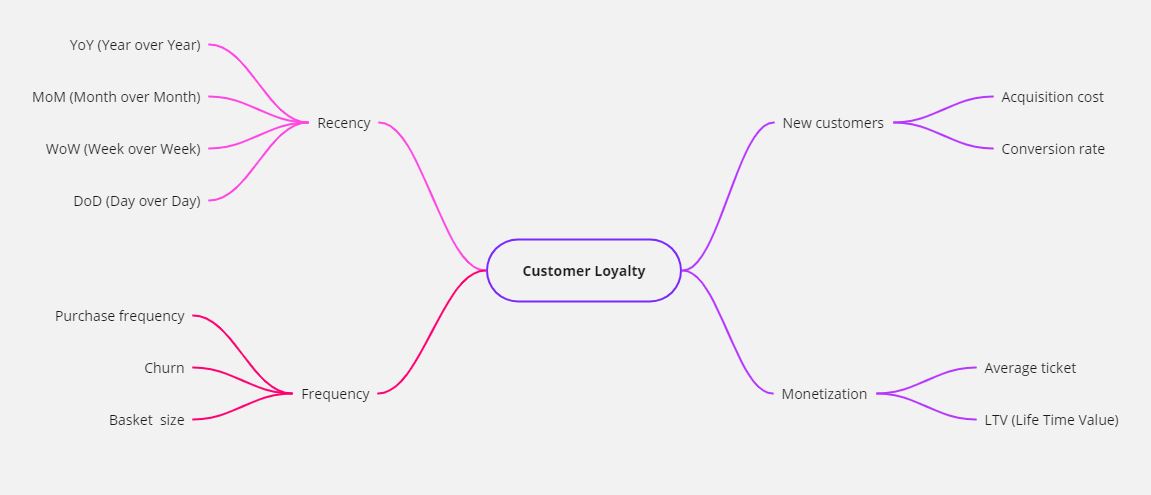 YoY (Year over Year)
MoM (Month over Month)
Recency
WoW (Week over Week)
DoD (Day over Day)
Purchase frequency
Churn
Frequency
Basket  size
Customer Loyalty
New customers
Acquisition cost
Conversion rate
Monetization
Average ticket
LTV (Life Time Value)